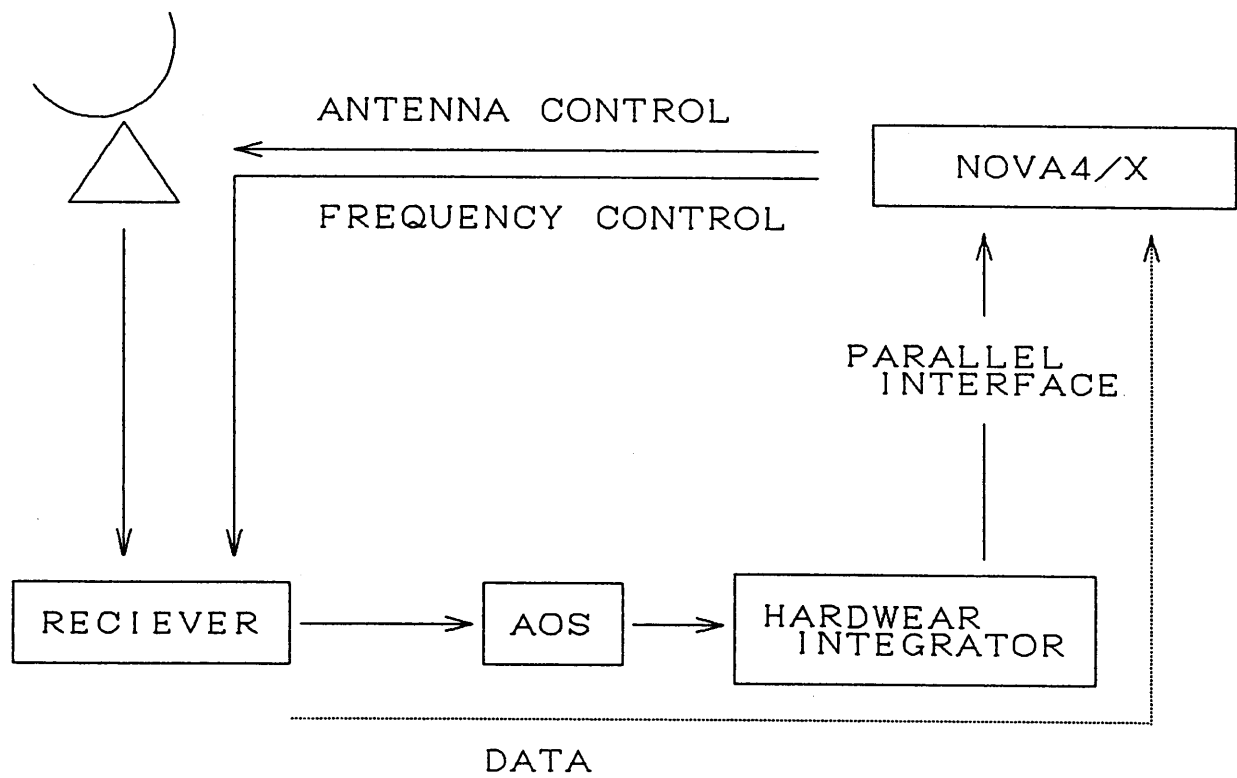 ANTENNA CONTROL
NOVA4/X
FREQUENCY CONTROL
PARALLEL
INTERFACE
RECIEVER
AOS
HARDWEAR
INTEGRATOR
DATA